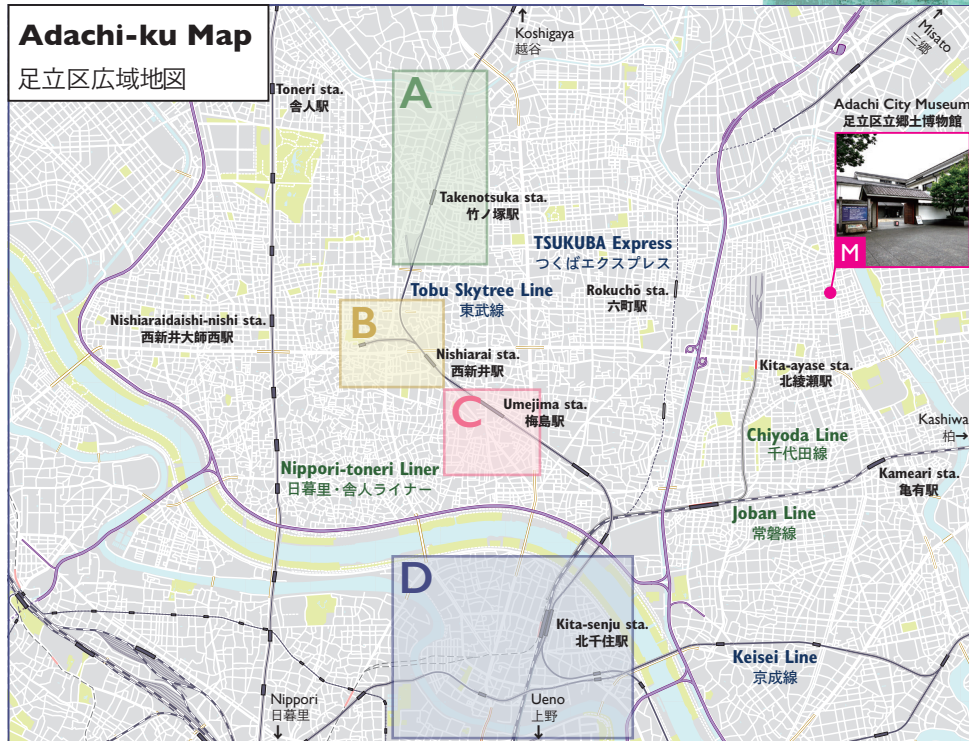 Adachi-ku Map
足立区広域地図
Koshigaya
越谷
Misato
三郷
A
Toneri sta.
舎人駅
Adachi City Museum
足立区立郷土博物館
M
Takenotsuka sta.
竹ノ塚駅
TSUKUBA Express
つくばエクスプレス
Tobu Skytree Line
東武線
Rokuchō sta.
六町駅
B
Nishiaraidaishi-nishi sta.
西新井大師西駅
Nishiarai sta.
西新井駅
Kita-ayase sta.
北綾瀬駅
C
Umejima sta.
梅島駅
Kashiwa
柏→
Chiyoda Line
千代田線
Nippori-toneri Liner
日暮里・舎人ライナー
Kameari sta.
亀有駅
Joban Line
常磐線
D
Kita-senju sta.
北千住駅
Keisei Line
京成線
Nippori
日暮里
Ueno
上野